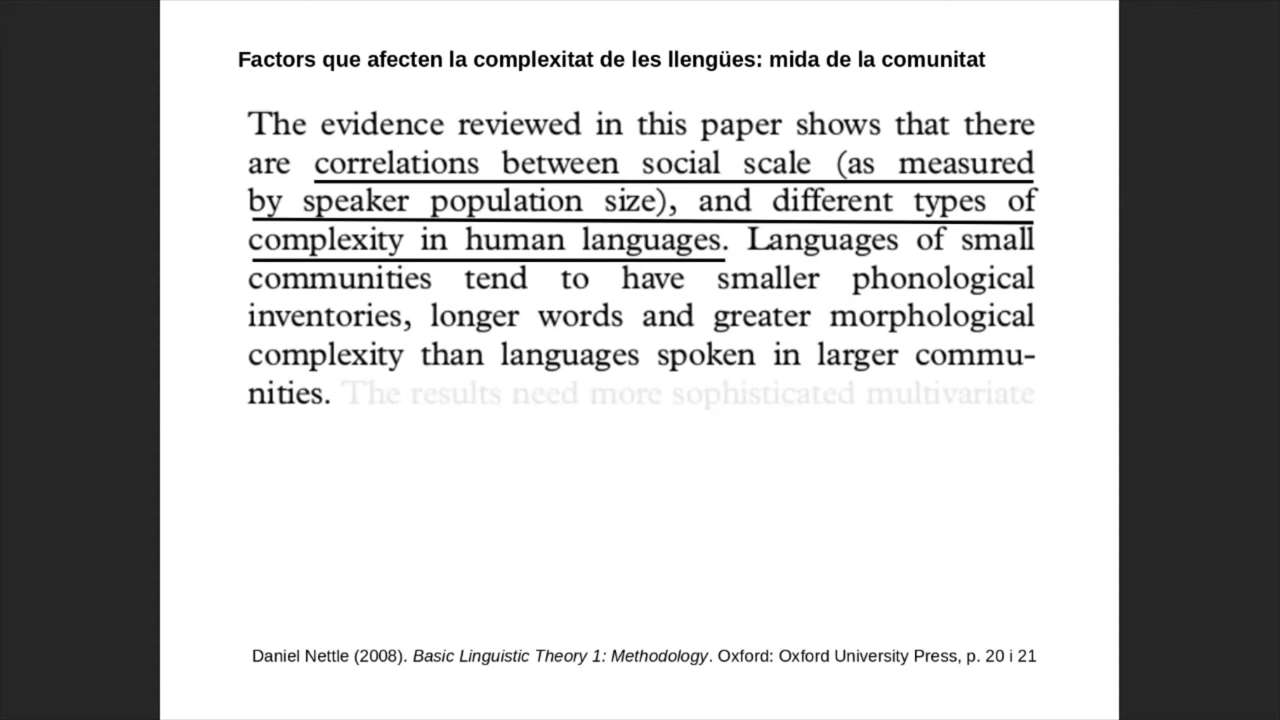 Factors que afecten la complexitat de les llengües: mida de la comunitat
The evidence reviewed in this paper shows that there
are correlations between social scale (as measured
by speaker population size), and different types of
complexity in human languages. Languages of small
communities tend to have smaller phonological
inventories, longer words and greater morphological
complexity than languages spoken in larger commu-
nities. The results need more sophisticated multivariate
Daniel Nettle (2008). Basic Linguistic Theory 1: Methodology. Oxford: Oxford University Press, p. 20 i 21